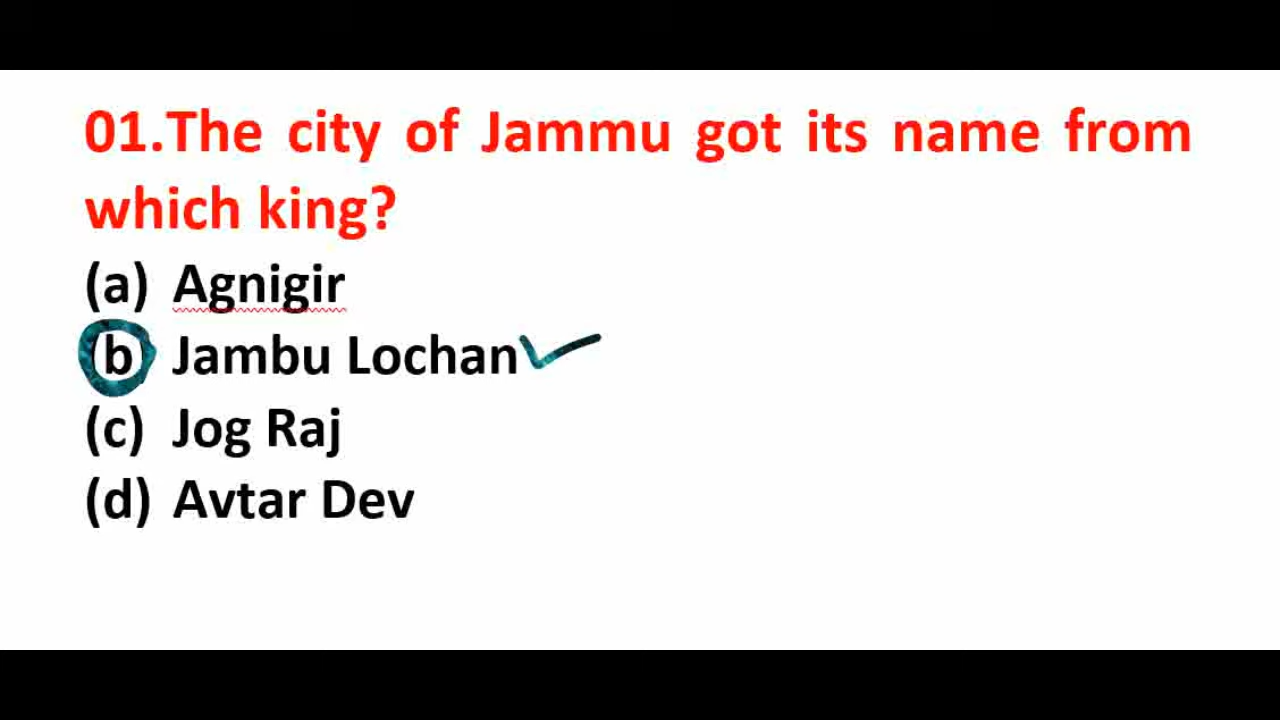 01.The city of Jammu got its name from
which king?
(a) Agnigir
(b) Jambu Lochan
(c) Jog Raj
(d) Avtar Dev